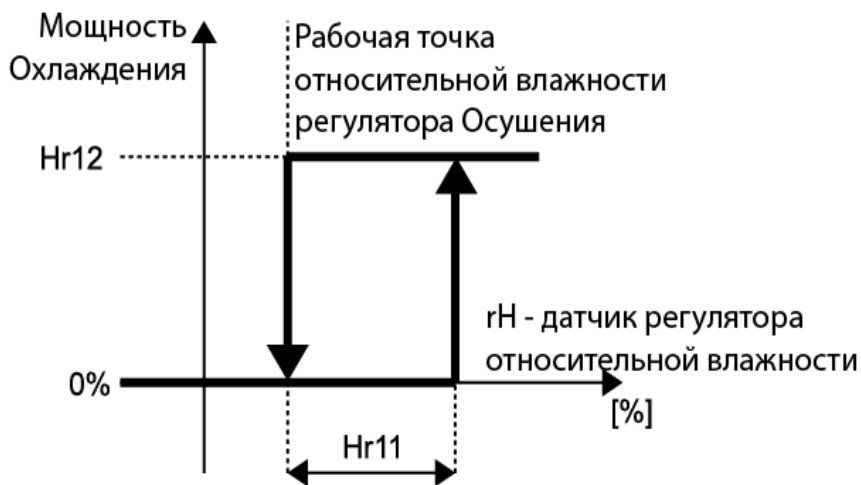 Мощность
Охлаждения
Рабочая точка
относительной влажности
регулятора Осушения
Hr12
rH - датчик регулятора
относительной влажности
0%
[%]
Hr11